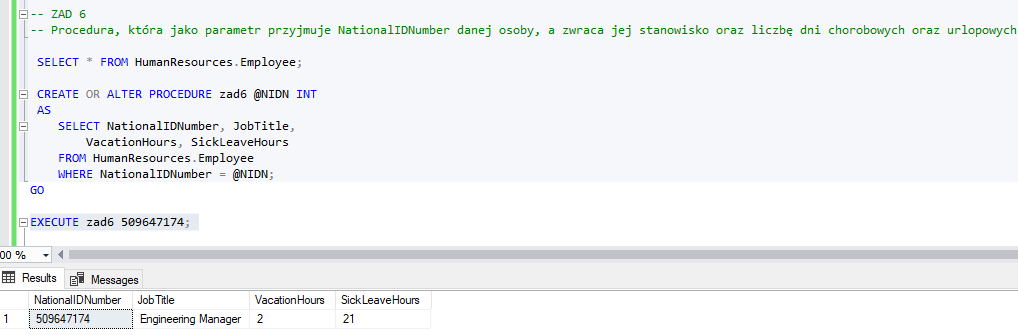 -- ZAD 6
-- Procedura, która jako parametr przyjmuje NationalIDNumber danej osoby, a zwraca jej stanowisko oraz liczbę dni chorobowych oraz urlopowych
SELECT * FROM HumanResources.Employee;
CREATE OR ALTER PROCEDURE zad6 @NIDN INT
AS
SELECT NationalIDNumber, JobTitle,
VacationHours, SickLeaveHours
FROM HumanResources.Employee
WHERE NationalIDNumber = @NIDN;
GO
EXECUTE zad6 509647174;
00 %
Results Messages
NationalIDNumber JobTitle VacationHours SickLeaveHours
1 509647174 Engineering Manager 2 21